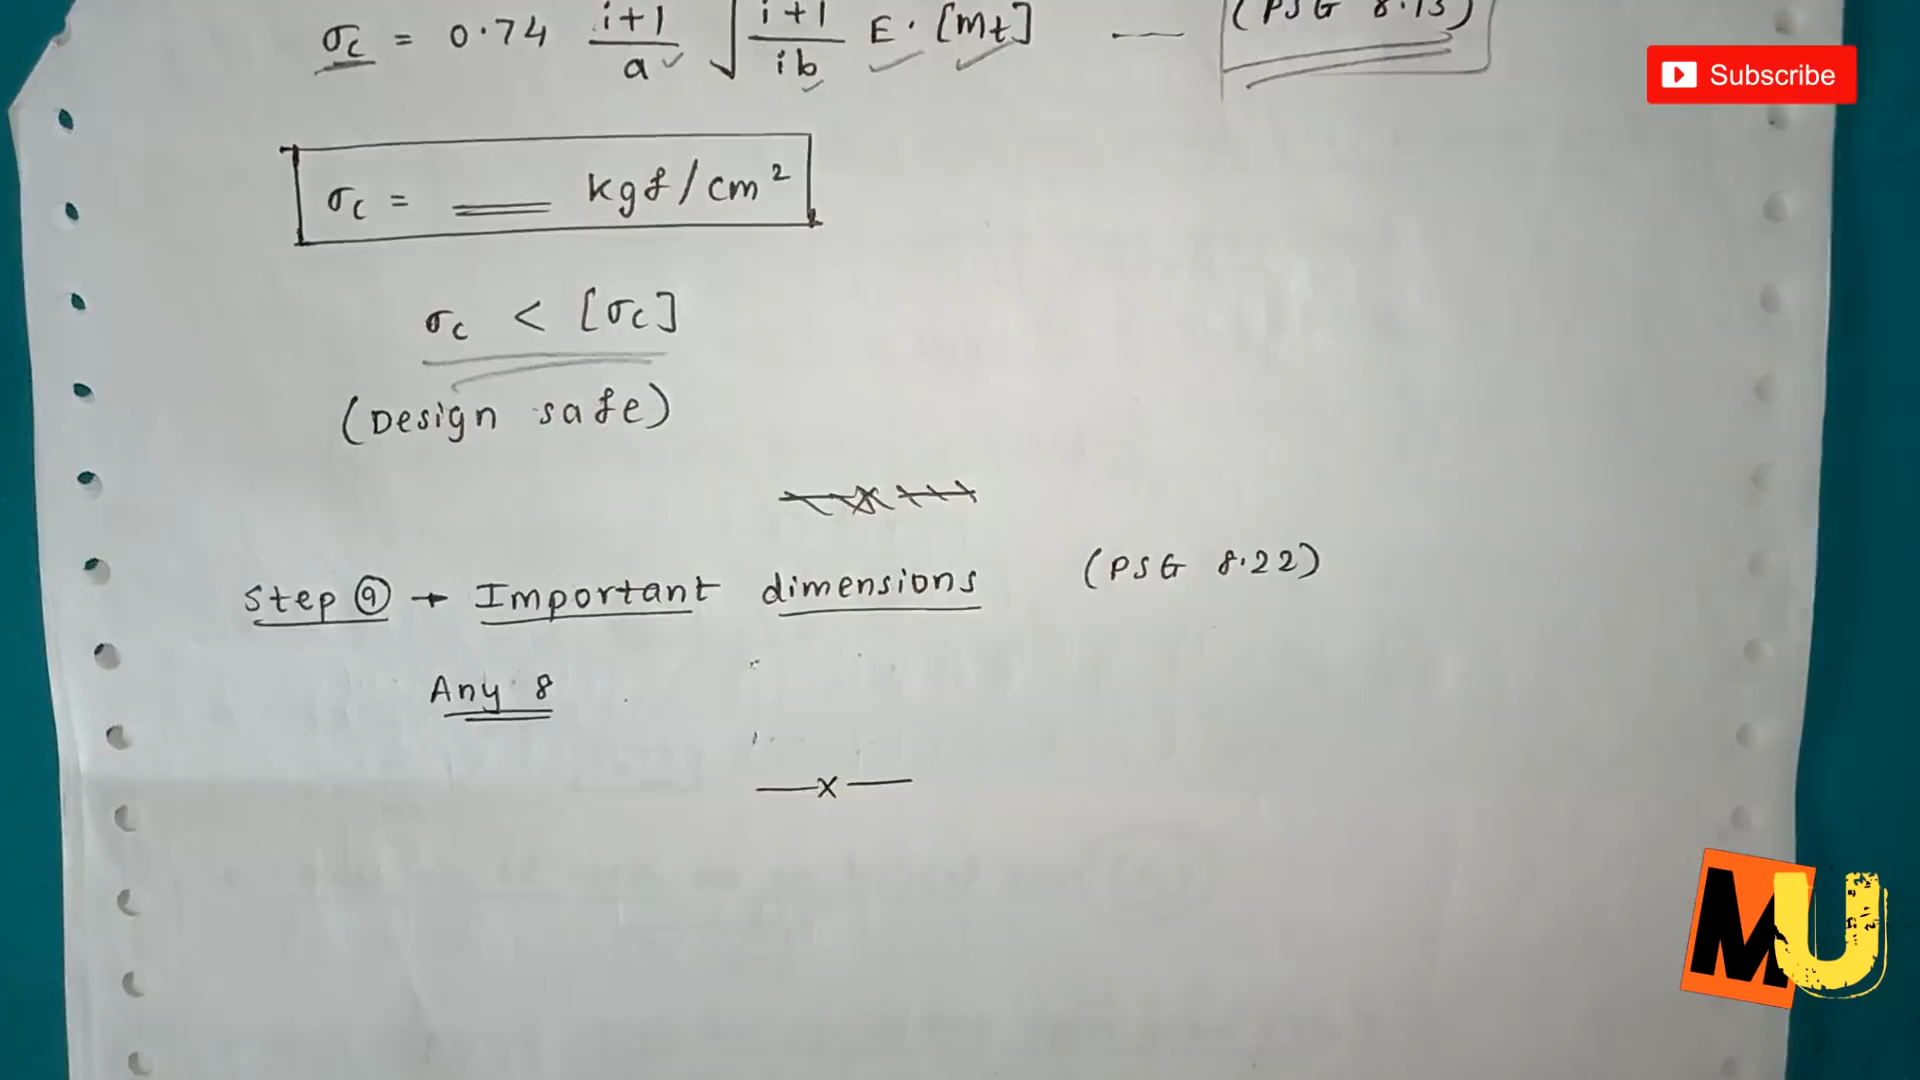 σc = 0.74 i+1/a √ i+1/ib E. [Mt] — (PSG 8.13)
Subscribe
σc = ___ kgf/cm²
σc < [σc]
(Design safe)
Step ⑨ → Important dimensions (PSG 8.22)
Any 8
—x—
MU